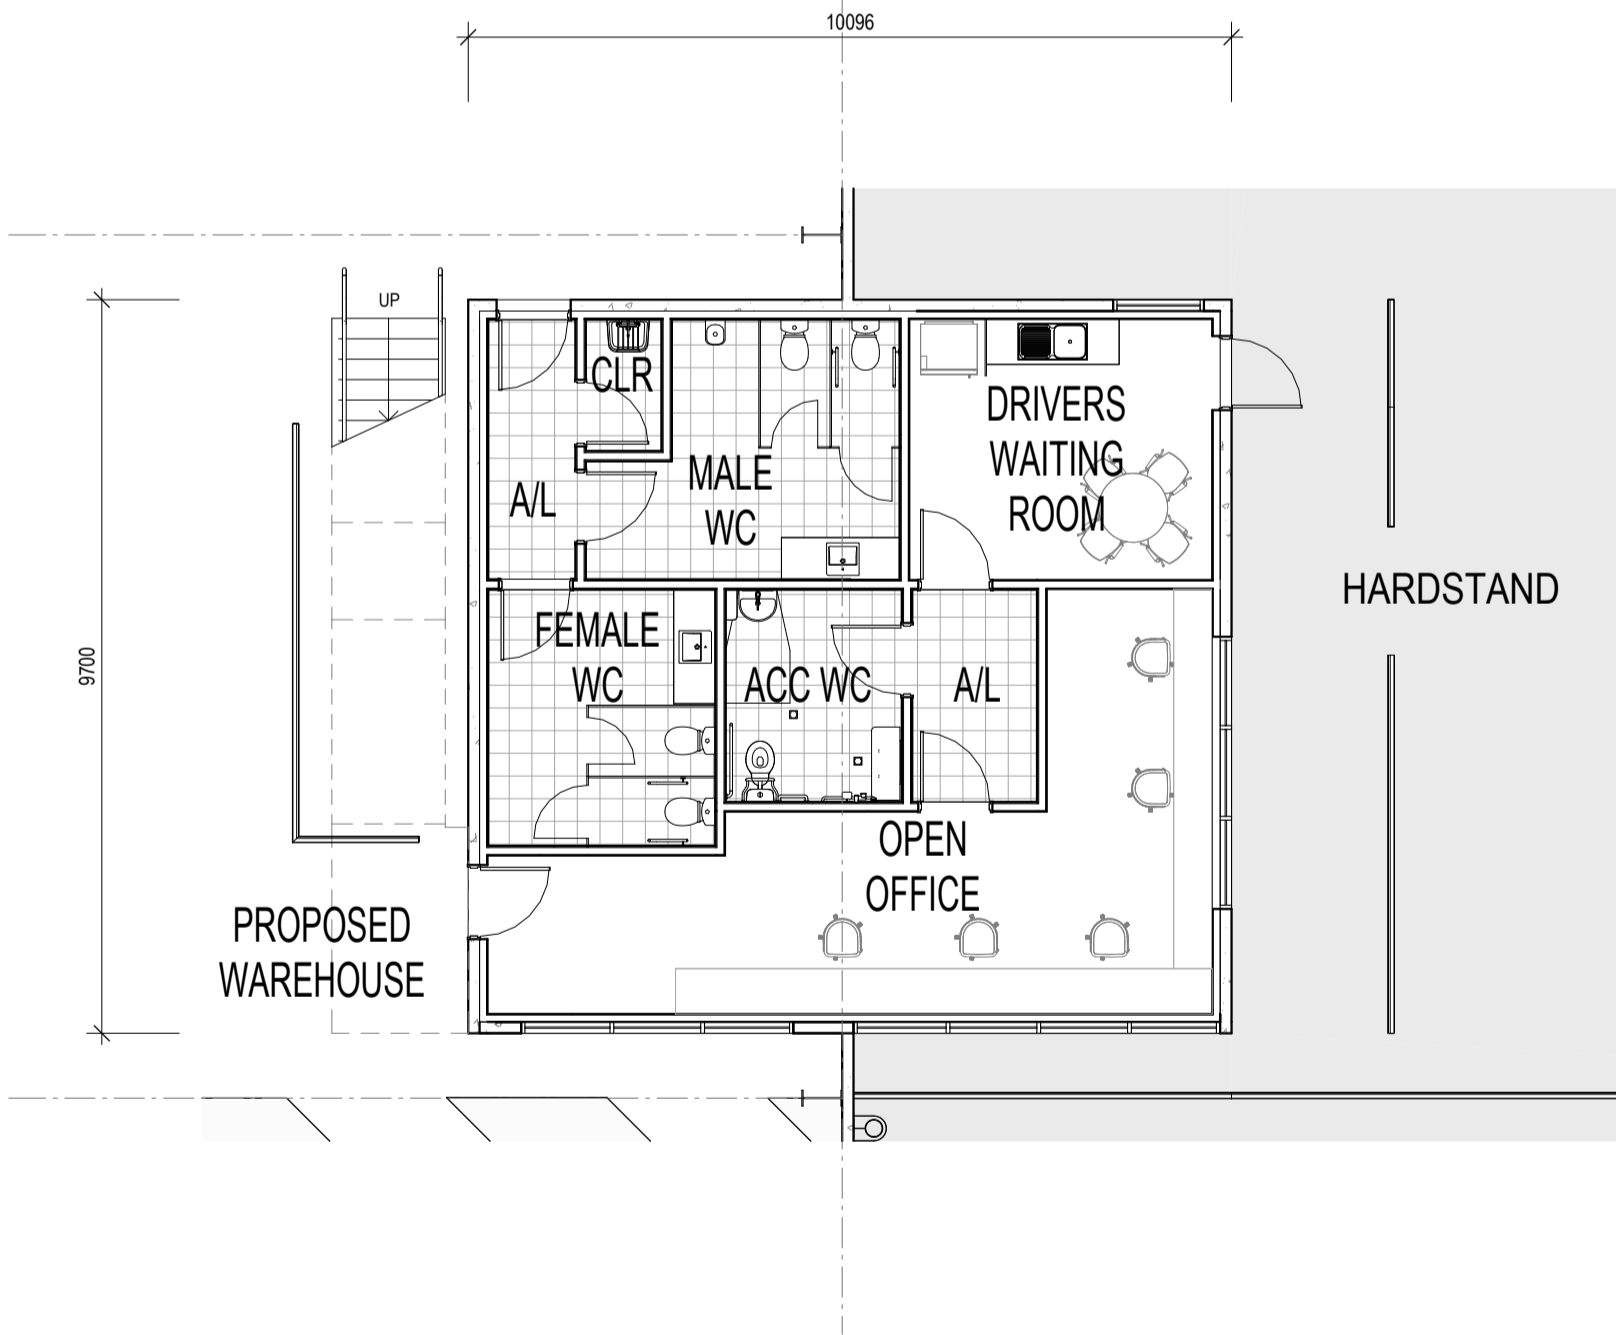 10096
UP
CLR
DRIVERS
WAITING
ROOM
MALE
WC
A/L
HARDSTAND
9700
FEMALE
WC
ACC WC
A/L
OPEN
OFFICE
PROPOSED
WAREHOUSE